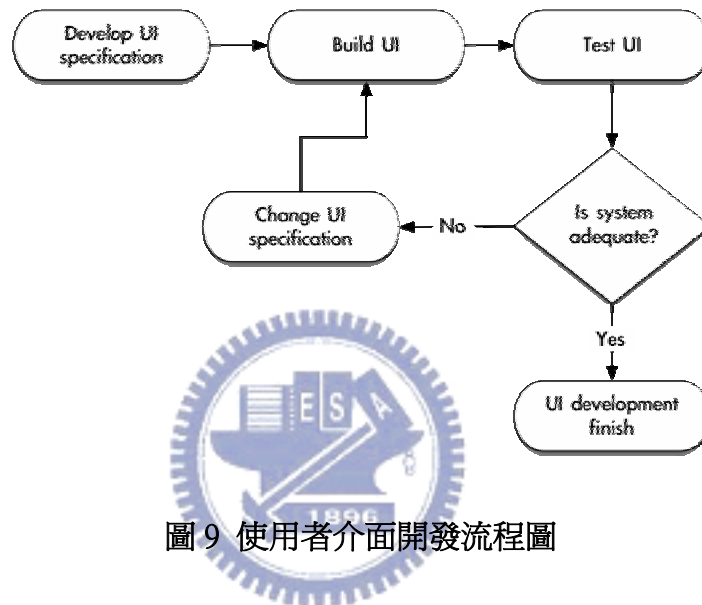 Develop UI
specification
Build UI
Test UI
Change UI
specification
No
Is system
adequate?
Yes
UI development
finish
E S A
1896
圖 9 使用者介面開發流程圖